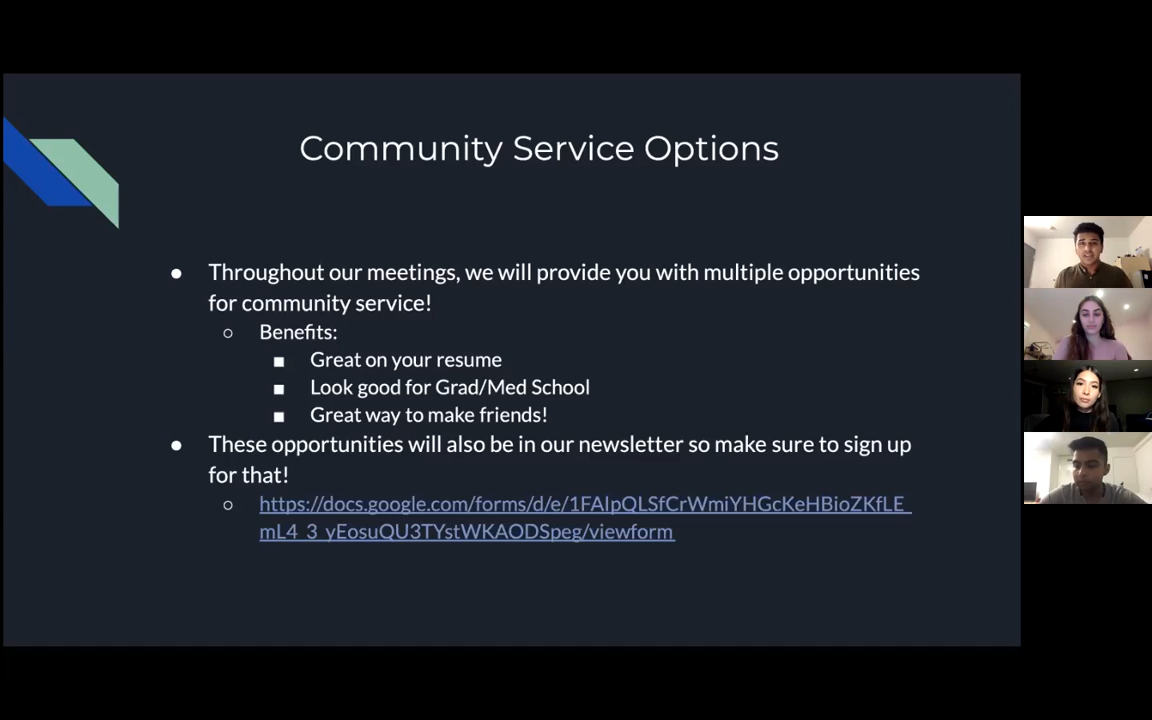 Community Service Options
● Throughout our meetings, we will provide you with multiple opportunities
for community service!
○ Benefits:
■ Great on your resume
■ Look good for Grad/Med School
■ Great way to make friends!
● These opportunities will also be in our newsletter so make sure to sign up
for that!
○ https://docs.google.com/forms/d/e/1FAIpQLSfCrWmiYHGcKeHBioZKfLE_
mL4_3_yEosuQU3TYstWKAODSpeg/viewform